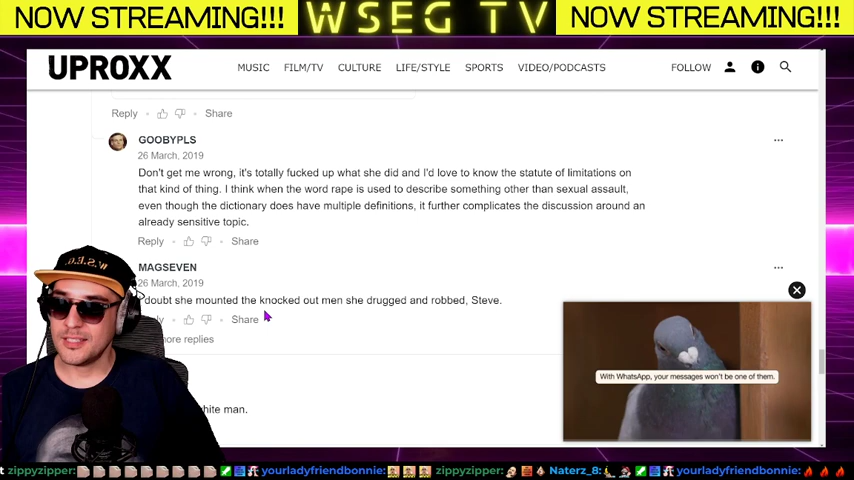 NOW STREAMING!!! WSEG TV NOW STREAMING!!!
UPROXX MUSIC FILM/TV CULTURE LIFE/STYLE SPORTS VIDEO/PODCASTS FOLLOW
Reply Share
GOOBYPLS
26 March, 2019
Don't get me wrong, it's totally fucked up what she did and I'd love to know the statute of limitations on
that kind of thing. I think when the word rape is used to describe something other than sexual assault,
even though the dictionary does have multiple definitions, it further complicates the discussion around an
already sensitive topic.
Reply Share
MAGSEVEN
26 March, 2019
doubt she mounted the knocked out men she drugged and robbed, Steve.
Share
more replies
With WhatsApp, your messages won't be one of them.
man.
W.S.E.G.
zippyzipper: yourladyfriendbonnie: zippyzipper: Naterz_8: yourladyfriendbonnie: